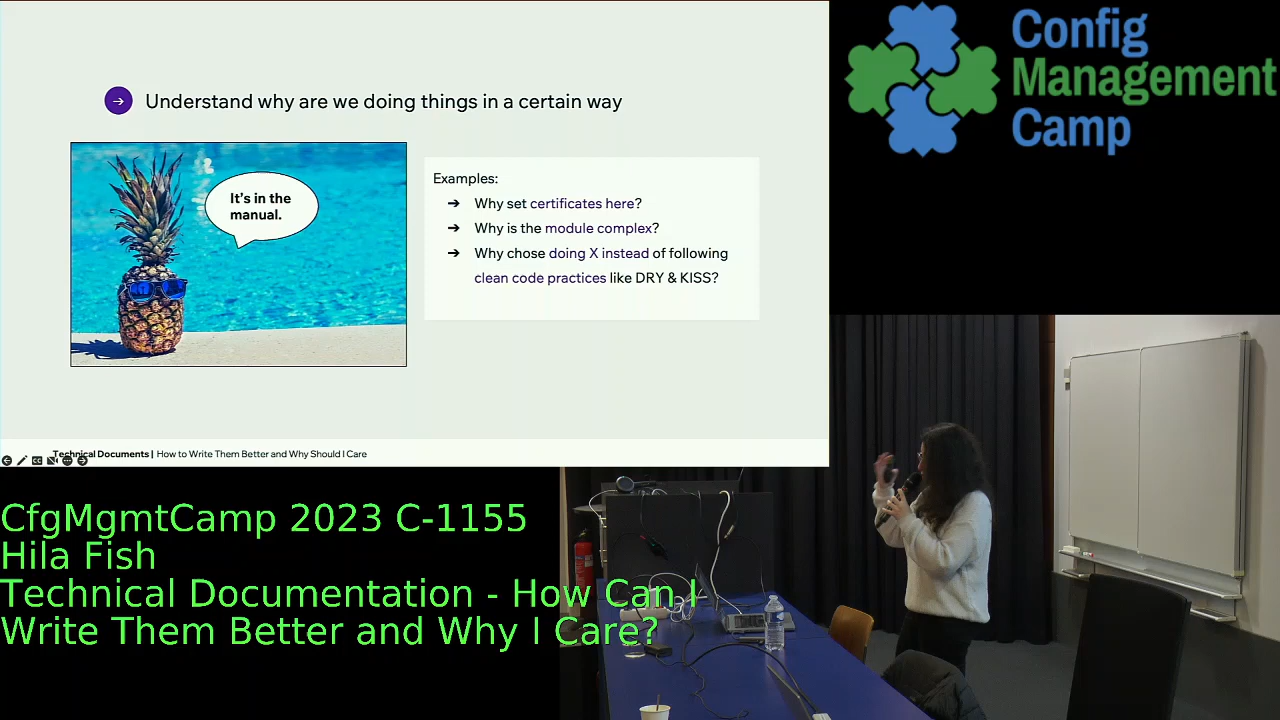 Understand why are we doing things in a certain way
It's in the
manual.
Examples:
➔ Why set certificates here?
➔ Why is the module complex?
➔ Why chose doing X instead of following
clean code practices like DRY & KISS?
Technical Documents | How to Write Them Better and Why Should I Care
Config
Management
Camp
CfgMgmtCamp 2023 C-1155
Hila Fish
Technical Documentation - How Can I
Write Them Better and Why I Care?